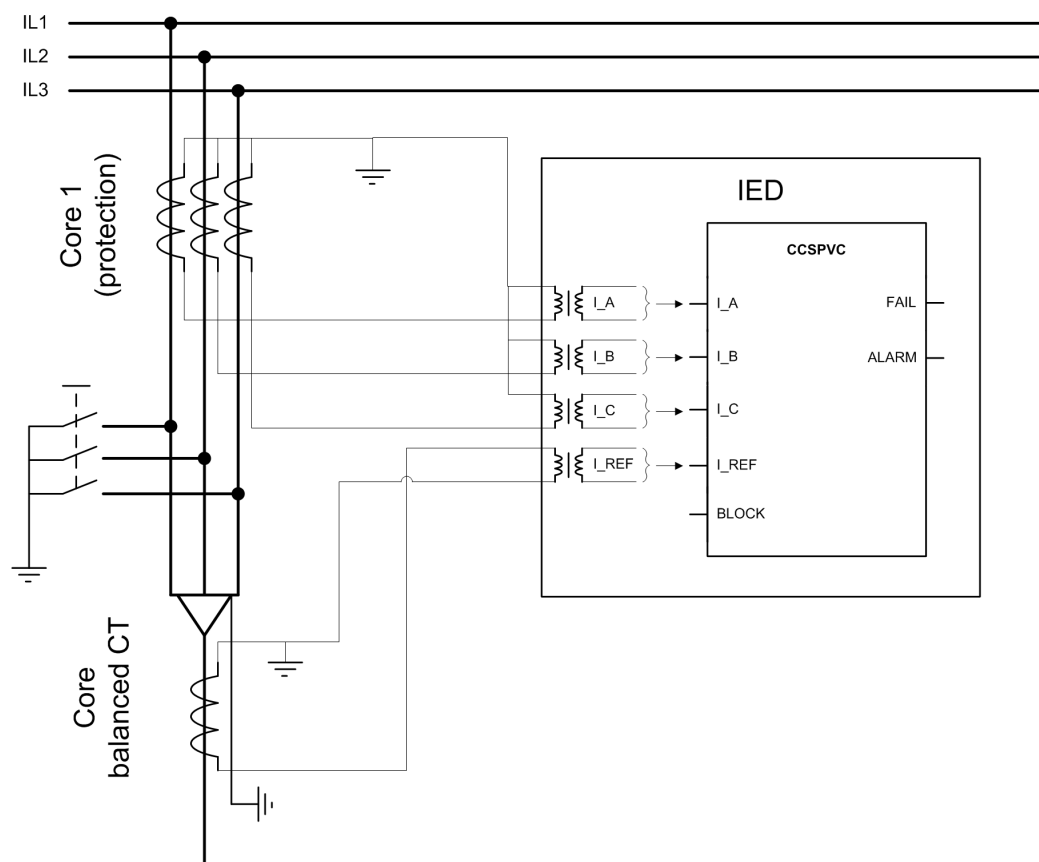 IL1
IL2
IL3
Core 1
(protection)
IED
CCSPVC
I_A
I_A
FAIL
I_B
I_B
ALARM
I_C
I_C
I_REF
I_REF
BLOCK
Core
balanced CT